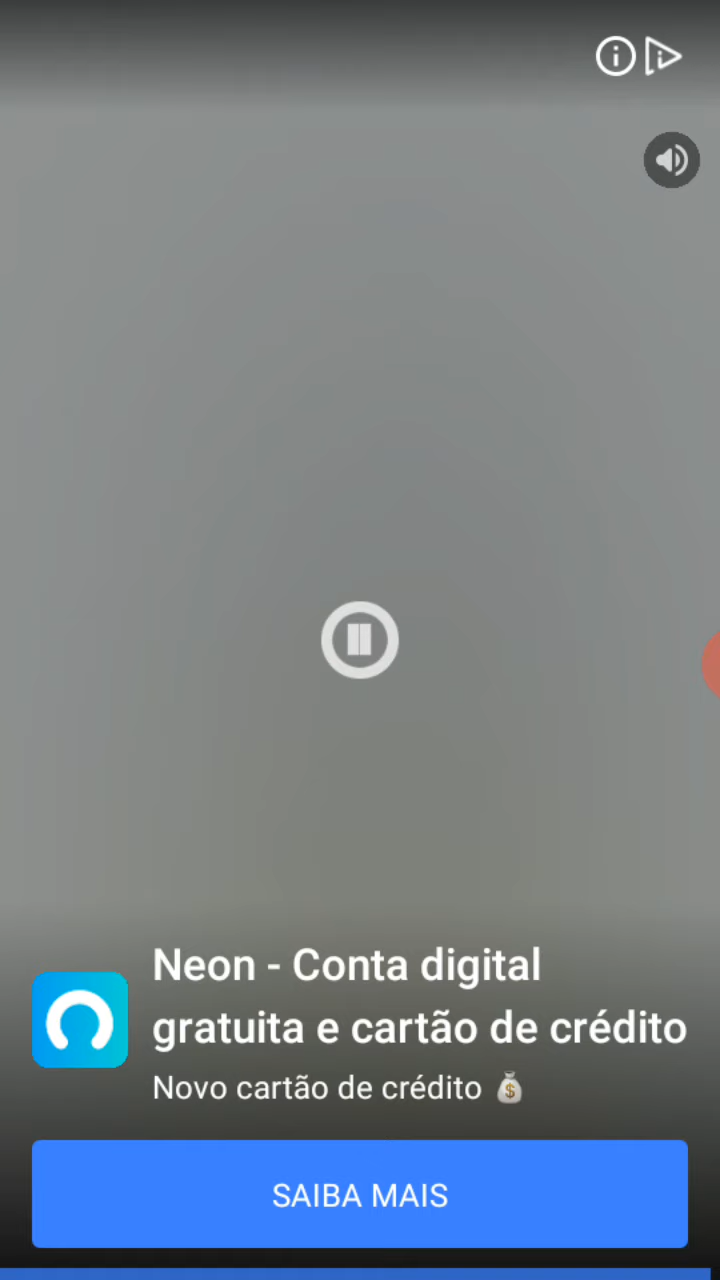 Neon - Conta digital
gratuita e cartão de crédito
Novo cartão de crédito 💰
SAIBA MAIS